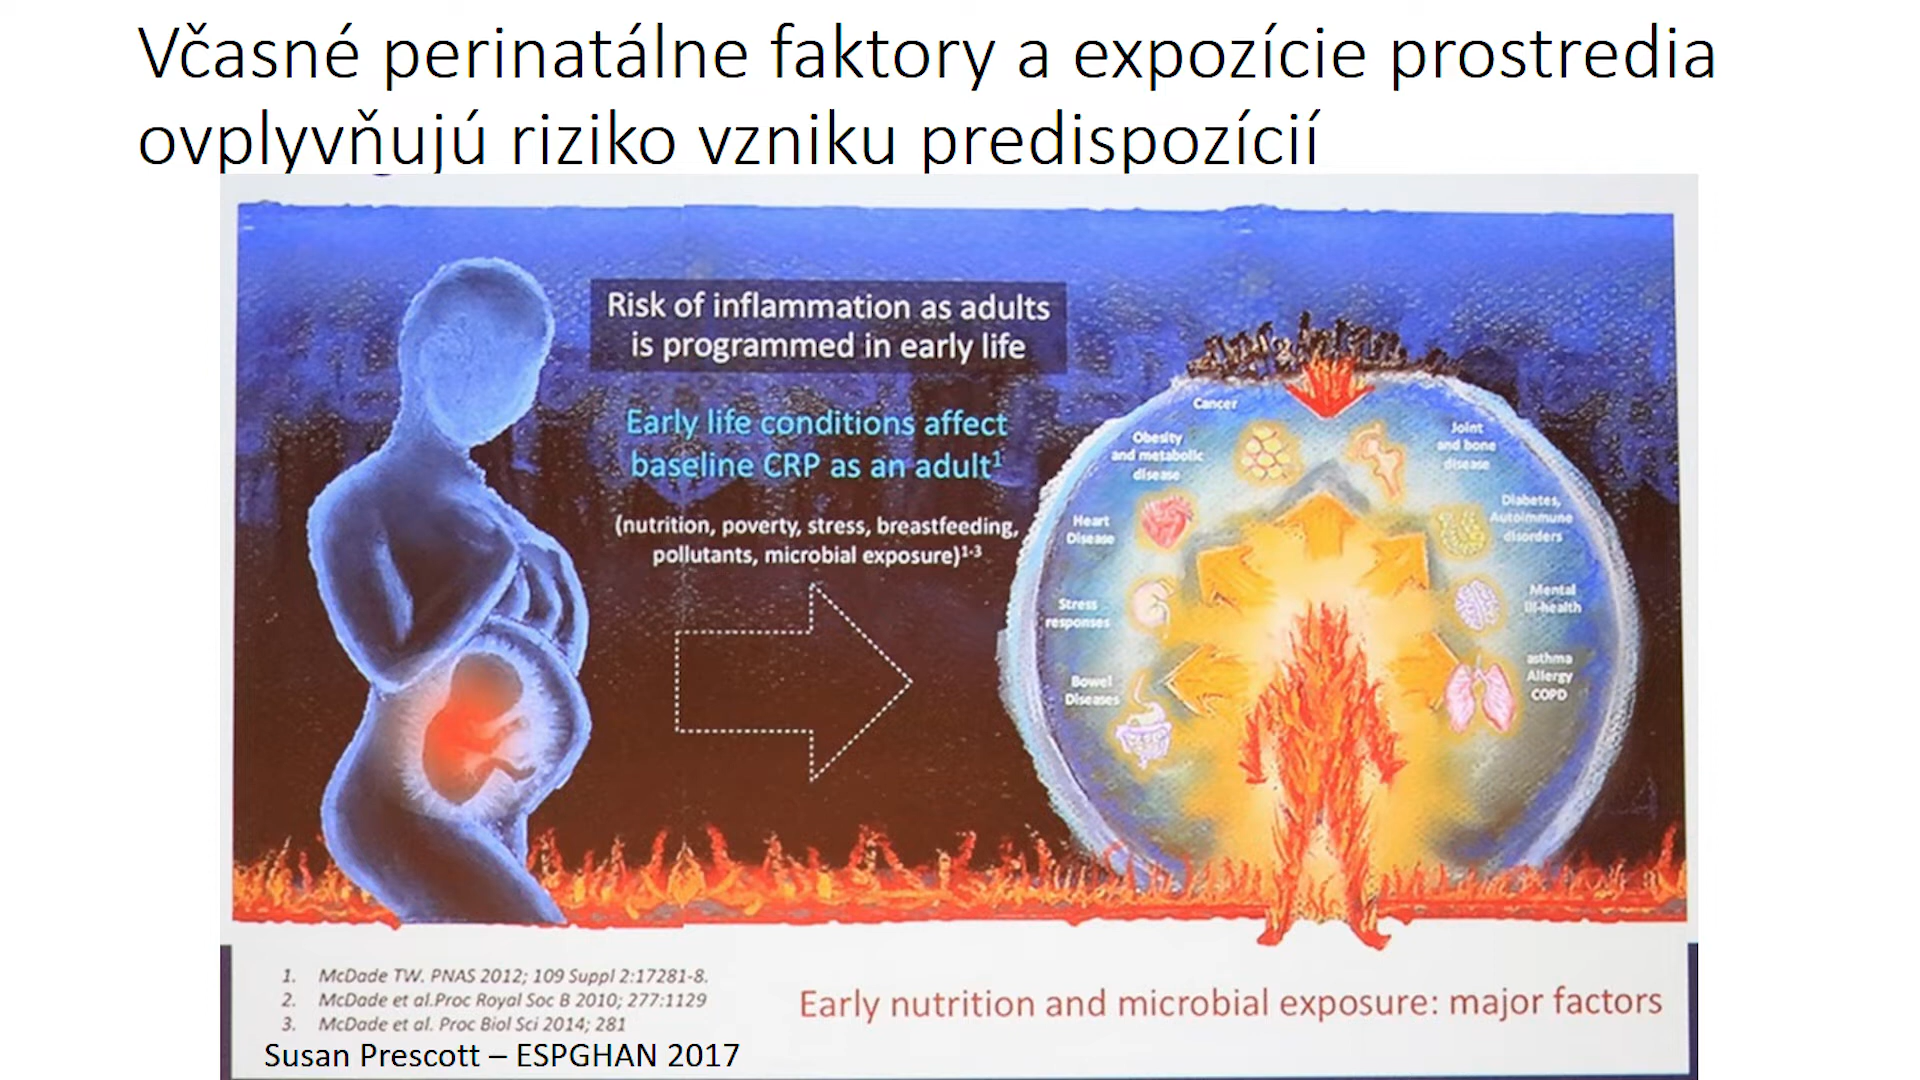 Včasné perinatálne faktory a expozície prostredia
ovplyvňujú riziko vzniku predispozícií
Risk of inflammation as adults
is programmed in early life
Early life conditions affect
baseline CRP as an adult¹
(nutrition, poverty, stress, breastfeeding,
pollutants, microbial exposure)¹⁻³
Cancer
Obesity
and metabolic
disease
Heart
Disease
Stress
responses
Bowel
Diseases
Joint
and bone
disease
Diabetes,
Autoimmune
disorders
Mental
ill-health
asthma
Allergy
COPD
1. McDade TW. PNAS 2012; 109 Suppl 2:17281-8.
2. McDade et al.Proc Royal Soc B 2010; 277:1129
3. McDade et al. Proc Biol Sci 2014; 281
Early nutrition and microbial exposure: major factors
Susan Prescott – ESPGHAN 2017